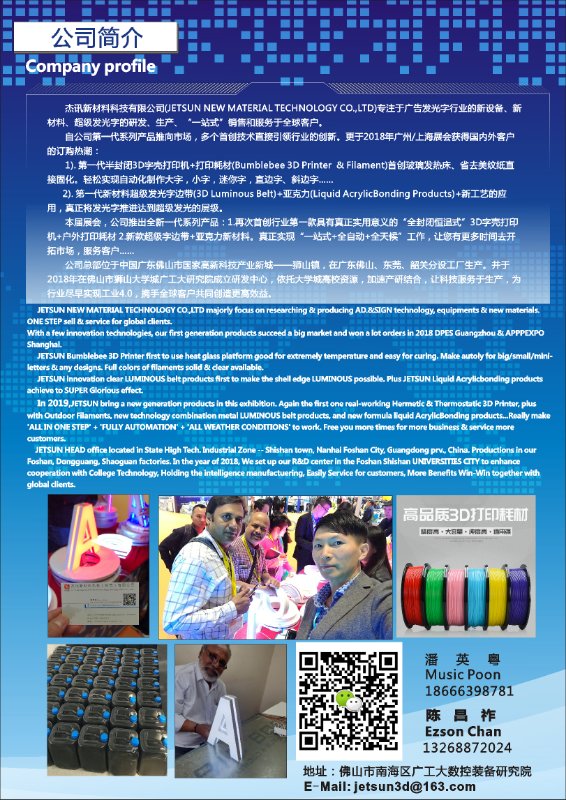 公司简介
Company profile
杰讯新材料科技有限公司(JETSUN NEW MATERIAL TECHNOLOGY CO.,LTD)专注于广告发光字行业的新设备、新
材料、超级发光字的研发、生产、“一站式”销售和服务于全球客户。
自公司第一代系列产品推向市场，多个首创技术直接引领行业的创新。更于2018年广州/上海展会获得国内外客户
的订购热潮：
1). 第一代半封闭3D字壳打印机+打印耗材(Bumblebee 3D Printer & Filament)首创玻璃发热床、省去美纹纸直
接固化。轻松实现自动化制作大字，小字，迷你字，直边字、斜边字……
2). 第一代新材料超级发光字边带(3D Luminous Belt)+亚克力(Liquid AcrylicBonding Products)+新工艺的应
用，真正将发光字推进达到超级发光的层级。
本届展会，公司推出全新一代系列产品：1.再次首创行业第一款具有真正实用意义的“全封闭恒温式”3D字壳打印
机+户外打印耗材 2.新款超级字边带+亚克力新材料。真正实现“一站式+全自动+全天候”工作，让您有更多时间去开
拓市场，服务客户……
公司总部位于中国广东佛山市国家高新科技产业新城——狮山镇，在广东佛山、东莞、韶关分设工厂生产。并于
2018年在佛山市狮山大学城广工大研究院成立研发中心，依托大学城高校资源，加速产研结合，让科技服务于生产，为
行业尽早实现工业4.0，携手全球客户共同创造更高效益。
JETSUN NEW MATERIAL TECHNOLOGY CO.,LTD majorly focus on researching & producing AD.&SIGN technology, equipments & new materials.
ONE STEP sell & service for global clients.
With a few innovation technologies, our first generation products succeed a big market and won a lot orders in 2018 DPES Guangzhou & APPPEXPO
Shanghai.
JETSUN Bumblebee 3D Printer first to use heat glass platform good for extremely temperature and easy for curing. Make autoly for big/small/mini-
letters & any designs. Full colors of filaments solid & clear available.
JETSUN innovation clear LUMINOUS belt products first to make the shell edge LUMINOUS possible. Plus JETSUN Liquid Acrylicbonding products
achieve to SUPER Glorious effect.
In 2019,JETSUN bring a new generation products in this exhibition. Again the first one real-working Hermetic & Thermostatic 3D Printer, plus
with Outdoor Filaments, new technology combination metal LUMINOUS belt products, and new formula liquid AcrylicBonding products...Really make
'ALL IN ONE STEP' + 'FULLY AUTOMATION' + 'ALL WEATHER CONDITIONS' to work. Free you more times for more business & service more
customers.
JETSUN HEAD office located in State High Tech. Industrial Zone -- Shishan town, Nanhai Foshan City, Guangdong prv., China. Productions in our
Foshan, Dongguang, Shaoguan factories. In the year of 2018, We set up our R&D center in the Foshan Shishan UNIVERSITIES CITY to enhance
cooperation with College Technology, Holding the intelligence manufactuering, Easily Service for customers, More Benefits Win-Win together with
global clients.
高品质3D打印耗材
A
A
潘 英 粤
Music Poon
18666398781
陈 昌 祚
Ezson Chan
13268872024
地址：佛山市南海区广工大数控装备研究院
E-Mail: jetsun3d@163.com